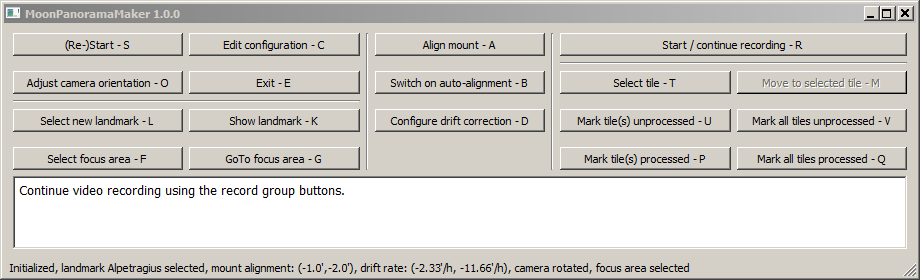 MoonPanoramaMaker 1.0.0
(Re-)Start - S
Edit configuration - C
Align mount - A
Start / continue recording - R
Adjust camera orientation - O
Exit - E
Switch on auto-alignment - B
Select tile - T
Move to selected tile - M
Select new landmark - L
Show landmark - K
Configure drift correction - D
Mark tile(s) unprocessed - U
Mark all tiles unprocessed - V
Select focus area - F
GoTo focus area - G
Mark tile(s) processed - P
Mark all tiles processed - Q
Continue video recording using the record group buttons.
Initialized, landmark Alpetragius selected, mount alignment: (-1.0',-2.0'), drift rate: (-2.33'/h, -11.66'/h), camera rotated, focus area selected